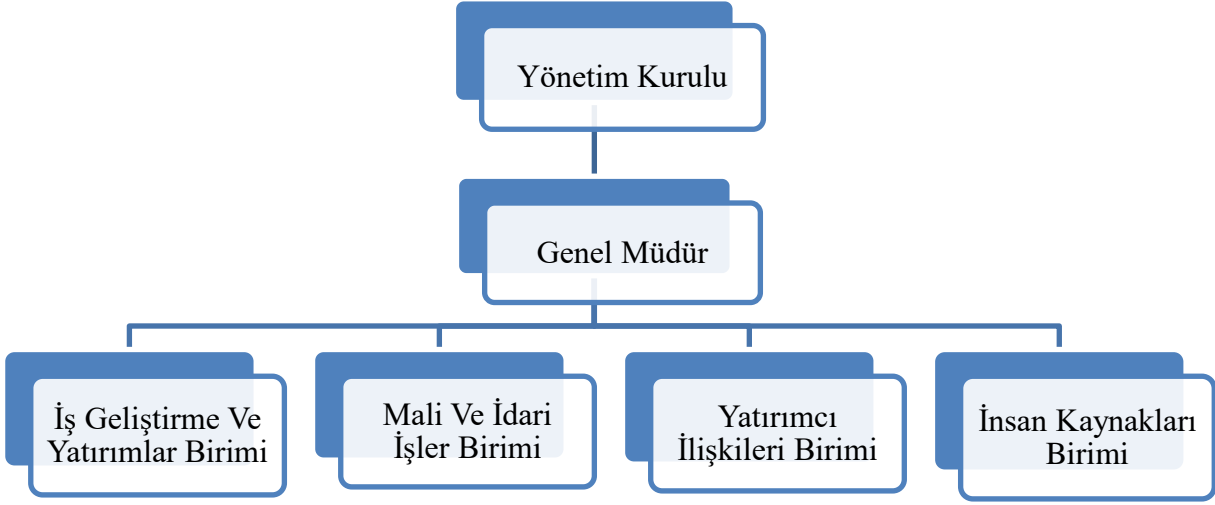 Yönetim Kurulu
Genel Müdür
İş Geliştirme Ve
Yatırımlar Birimi
Mali Ve İdari
İşler Birimi
Yatırımcı
İlişkileri Birimi
İnsan Kaynakları
Birimi